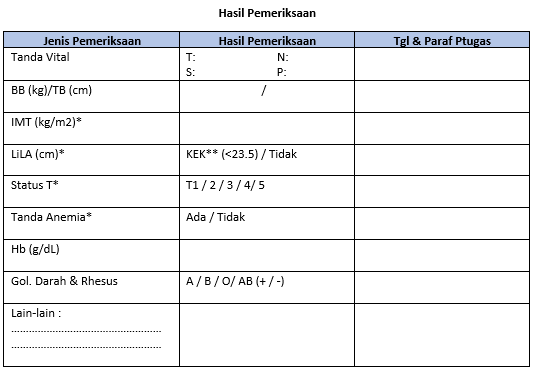 Hasil Pemeriksaan
Jenis Pemeriksaan Hasil Pemeriksaan Tgl & Paraf Ptugas
Tanda Vital T: N:
S: P:
BB (kg)/TB (cm) /
IMT (kg/m2)*
LiLA (cm)* KEK** (<23.5) / Tidak
Status T* T1 / 2 / 3 / 4/ 5
Tanda Anemia* Ada / Tidak
Hb (g/dL)
Gol. Darah & Rhesus A / B / O/ AB (+ / -)
Lain-lain :
....................................................
....................................................